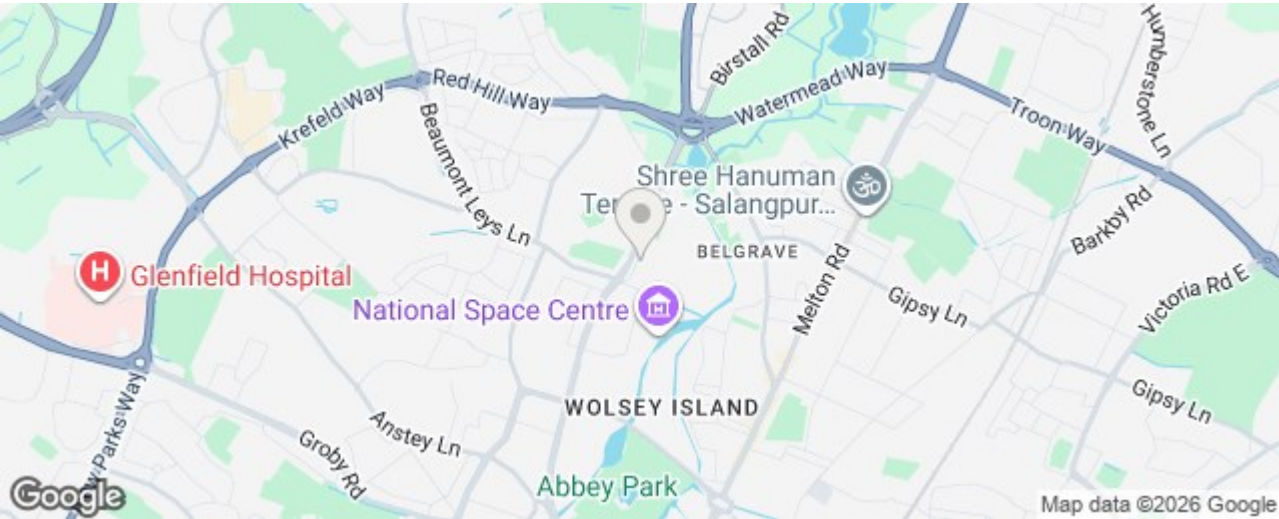 Birstall Rd
Humberstone Ln
Red Hill Way
Watermead Way
Krefeld Way
Troon Way
Beaumont Leys Ln
Shree Hanuman
- Salangpur...
BELGRAVE
Barkby Rd
Glenfield Hospital
National Space Centre
Melton Rd
Gipsy Ln
Victoria Rd E
WOLSEY ISLAND
Parks Way
Groby Rd
Anstey Ln
Gipsy Ln
Abbey Park
Google
Map data ©2026 Google